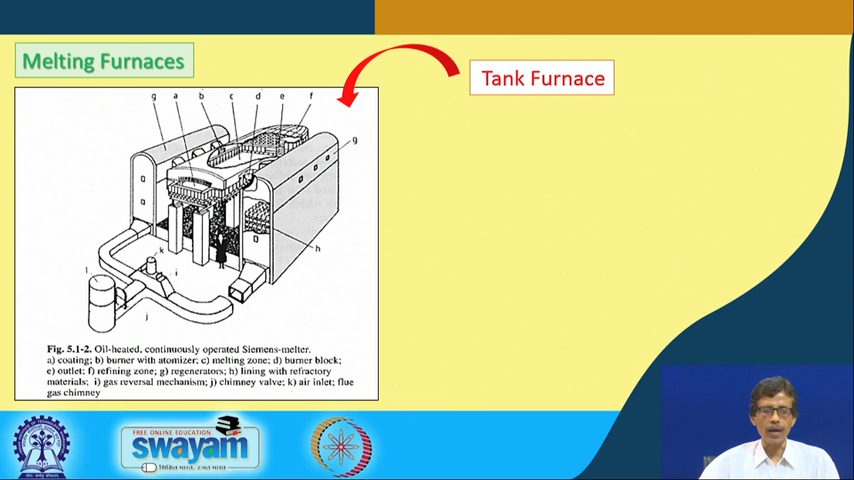 Melting Furnaces
Tank Furnace
g a b c d e f
g
h
k
i
l
j
Fig. 5.1-2. Oil-heated, continuously operated Siemens-melter.
a) coating; b) burner with atomizer; c) melting zone; d) burner block;
e) outlet; f) refining zone; g) regenerators; h) lining with refractory
materials; i) gas reversal mechanism; j) chimney valve; k) air inlet; flue
gas chimney
FREE ONLINE EDUCATION
swayam